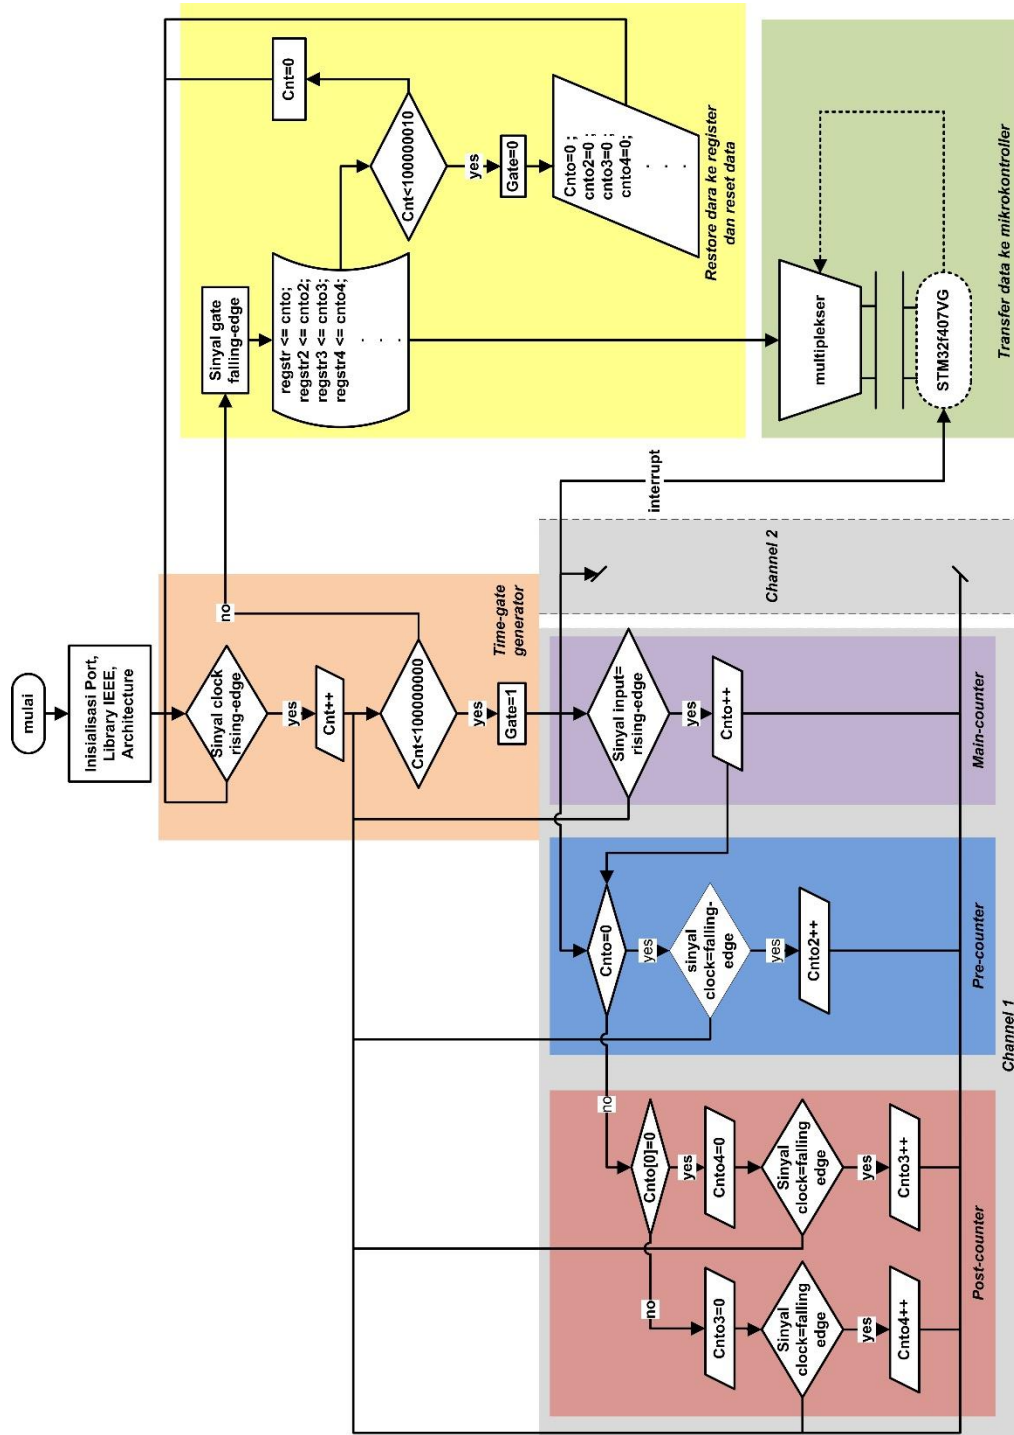 mulai
Inisialisasi Port,
Library IEEE,
Architecture
Sinyal clock
rising-edge
yes
Cnt++
Cnt<100000000
no
yes
Gate=1
Time-gate
generator
Sinyal gate
falling-edge
regstr <= cnto;
regstr2 <= cnto2;
regstr3 <= cnto3;
regstr4 <= cnto4;
. . .
Cnt<1000000010
Cnt=0
yes
Gate=0
Cnto=0 ;
cnto2=0 ;
cnto3=0 ;
cnto4=0;
. . .
Restore dara ke register
dan reset data
multiplekser
STM32f407VG
Transfer data ke mikrokontroller
interrupt
Channel 2
Sinyal input=
rising-edge
yes
Cnto++
Main-counter
Cnto=0
yes
sinyal
clock=falling-
edge
yes
Cnto2++
Pre-counter
no
Cnto[0]=0
yes
Cnto4=0
Sinyal
clock=falling
edge
yes
Cnto3++
no
Cnto3=0
Sinyal
clock=falling
edge
yes
Cnto4++
Post-counter
Channel 1